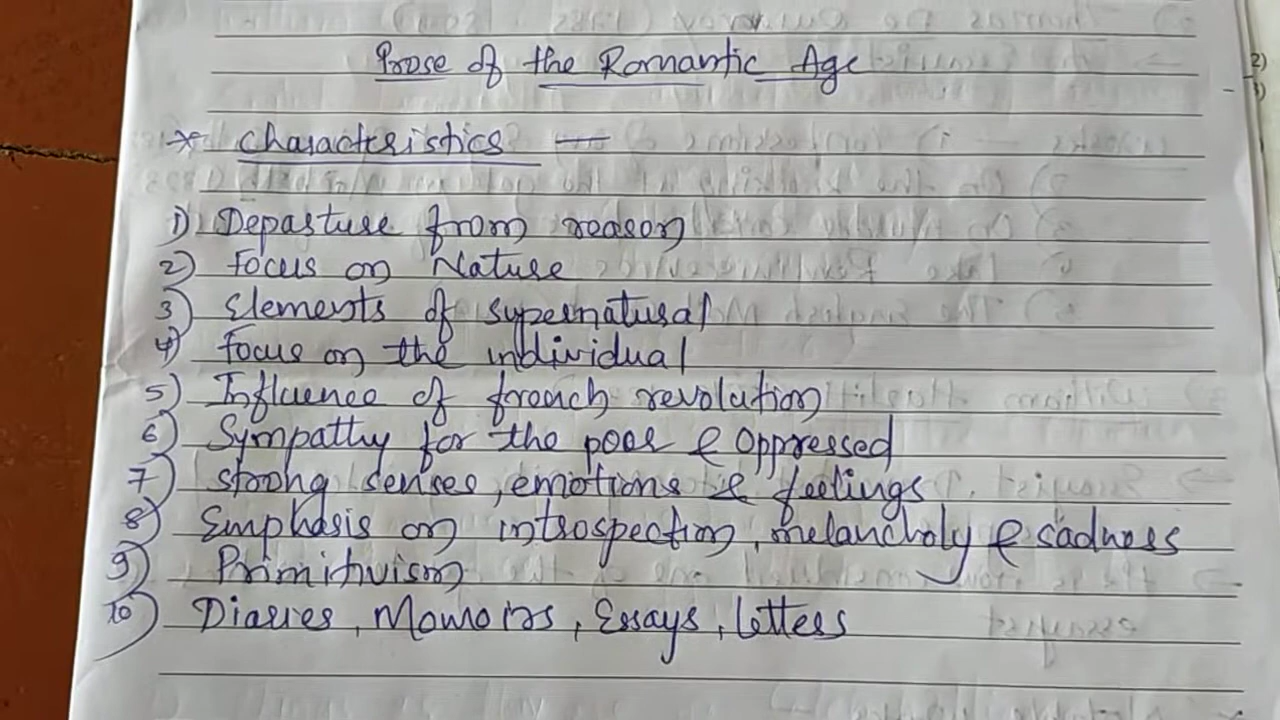 Prose of the Romantic Age
* Characteristics —
1) Departure from reason
2) Focus on Nature
3) Elements of supernatural
4) Focus on the individual
5) Influence of french revolution
6) Sympathy for the poor & Oppressed
7) strong senses, emotions & feelings
8) Emphasis on introspection, melancholy & sadness
9) Primitivism
10) Diaries, Memoirs, Essays, letters
2)
3)